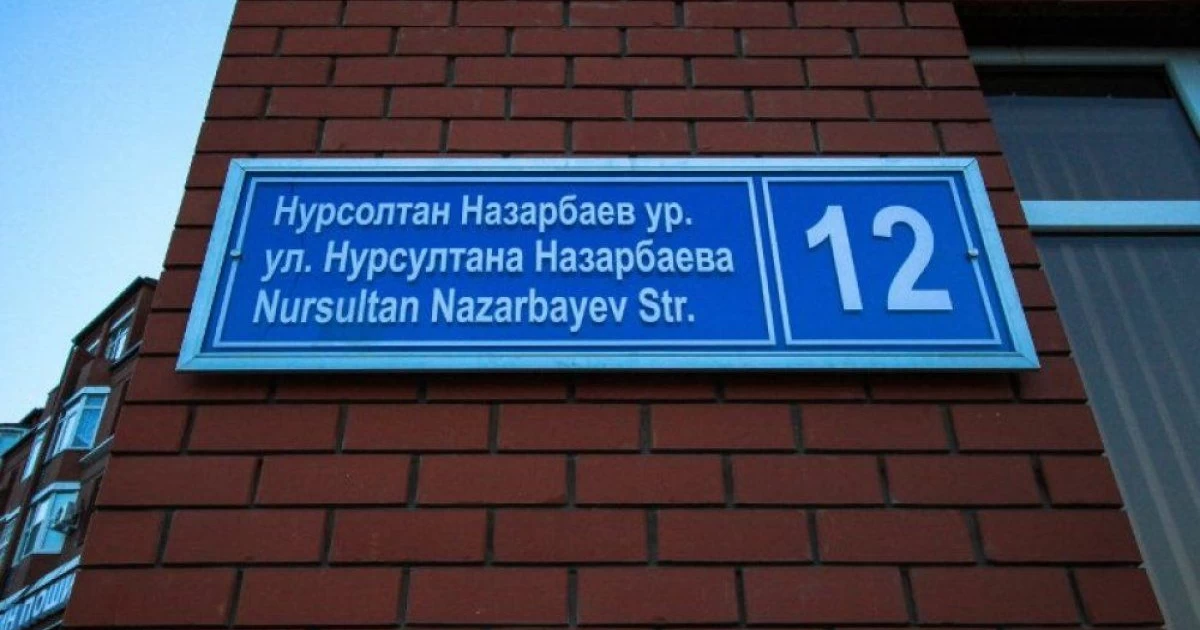 Нурсолтан Назарбаев ур.
ул. Нурсултана Назарбаева
Nursultan Nazarbayev Str.
12